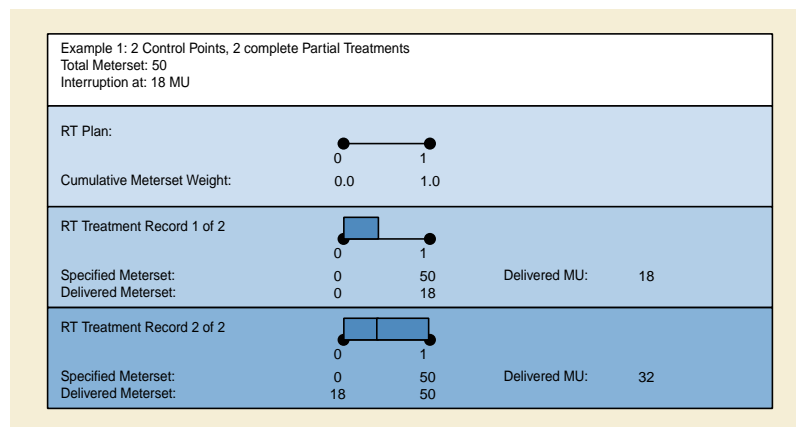 Example 1: 2 Control Points, 2 complete Partial Treatments
Total Meterset: 50
Interruption at: 18 MU
RT Plan:
0 1
Cumulative Meterset Weight: 0.0 1.0
RT Treatment Record 1 of 2
0 1
Specified Meterset: 0 50 Delivered MU: 18
Delivered Meterset: 0 18
RT Treatment Record 2 of 2
0 1
Specified Meterset: 0 50 Delivered MU: 32
Delivered Meterset: 18 50